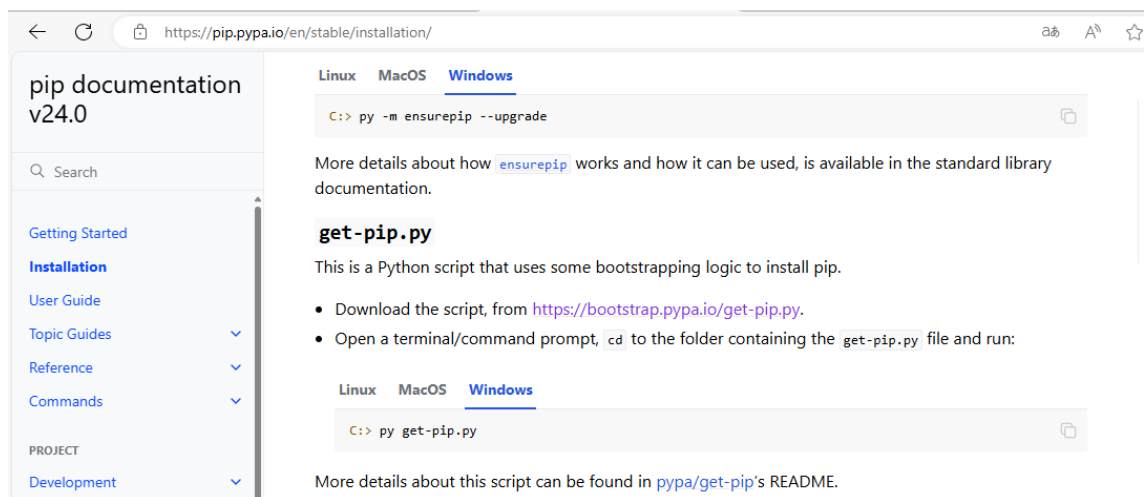 https://pip.pypa.io/en/stable/installation/
pip documentation
v24.0
Search
Getting Started
Installation
User Guide
Topic Guides
Reference
Commands
PROJECT
Development
Linux MacOS Windows
C:> py -m ensurepip --upgrade
More details about how ensurepip works and how it can be used, is available in the standard library
documentation.
get-pip.py
This is a Python script that uses some bootstrapping logic to install pip.
• Download the script, from https://bootstrap.pypa.io/get-pip.py.
• Open a terminal/command prompt, cd to the folder containing the get-pip.py file and run:
Linux MacOS Windows
C:> py get-pip.py
More details about this script can be found in pypa/get-pip's README.